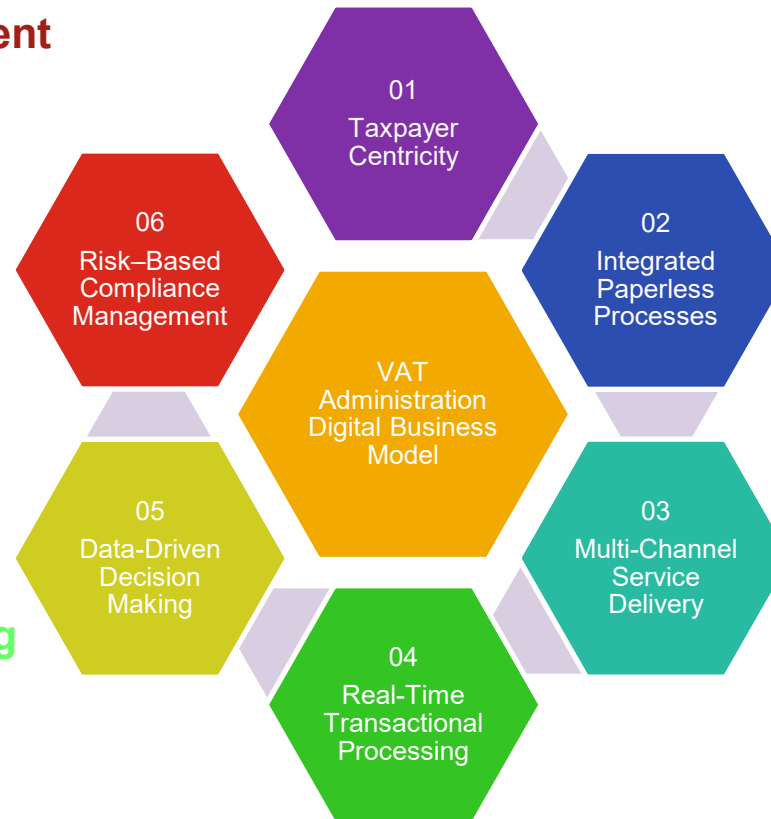 ent
01
Taxpayer
Centricity
06
Risk–Based
Compliance
Management
02
Integrated
Paperless
Processes
VAT
Administration
Digital Business
Model
05
Data-Driven
Decision
Making
03
Multi-Channel
Service
Delivery
g
04
Real-Time
Transactional
Processing